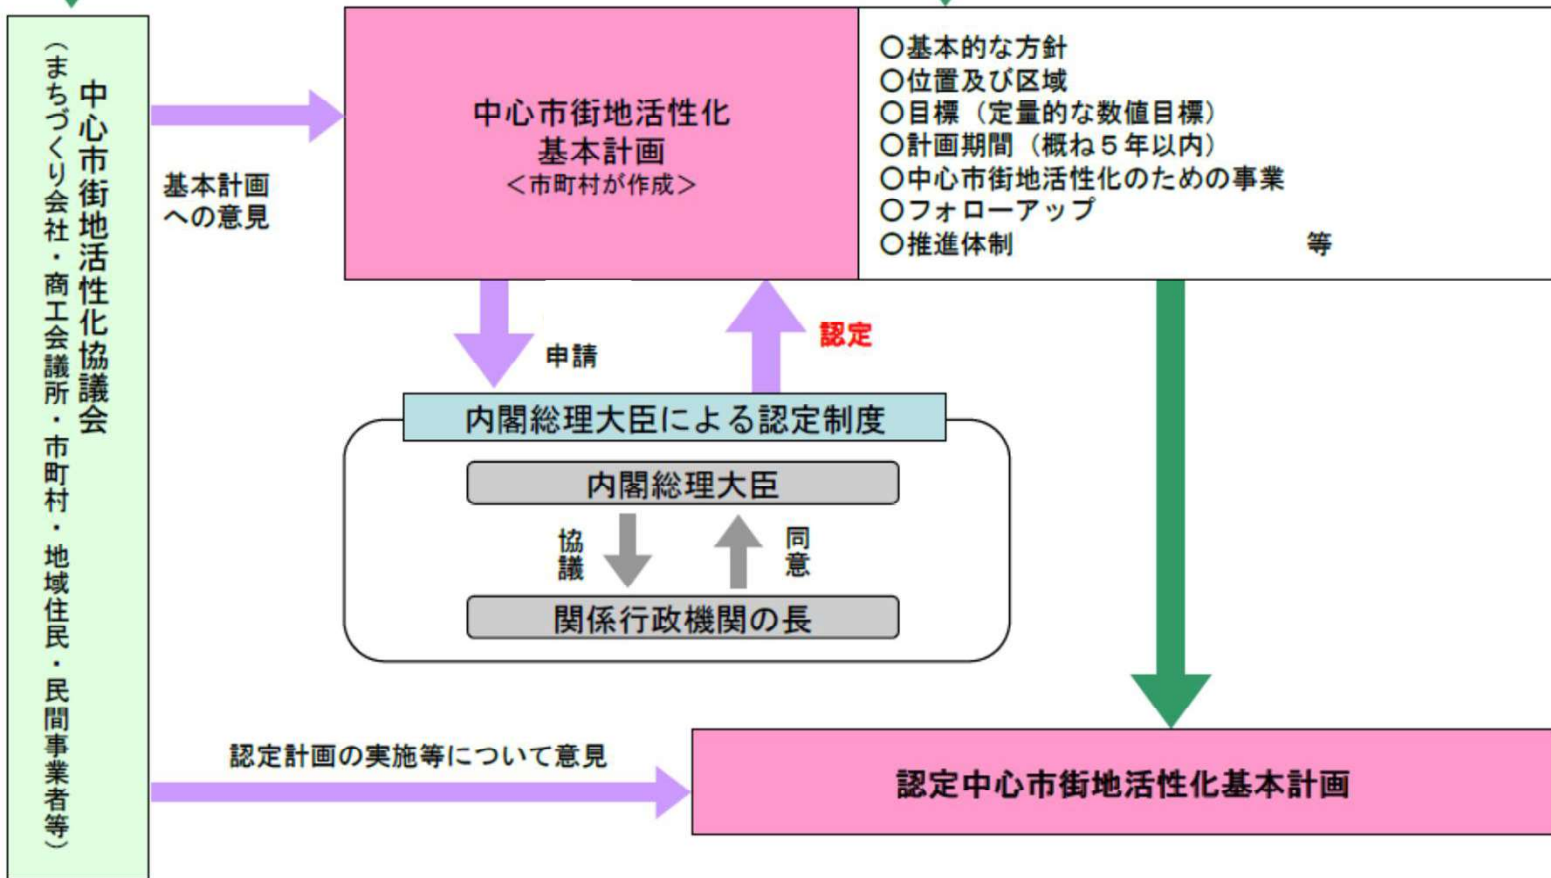 中心市街地活性化協議会
（まちづくり会社・商工会議所・市町村・地域住民・民間事業者等）
基本計画
への意見
中心市街地活性化
基本計画
＜市町村が作成＞
〇基本的な方針
〇位置及び区域
〇目標（定量的な数値目標）
〇計画期間（概ね５年以内）
〇中心市街地活性化のための事業
〇フォローアップ
〇推進体制 等
申請
認定
内閣総理大臣による認定制度
内閣総理大臣
協議
同意
関係行政機関の長
認定計画の実施等について意見
認定中心市街地活性化基本計画